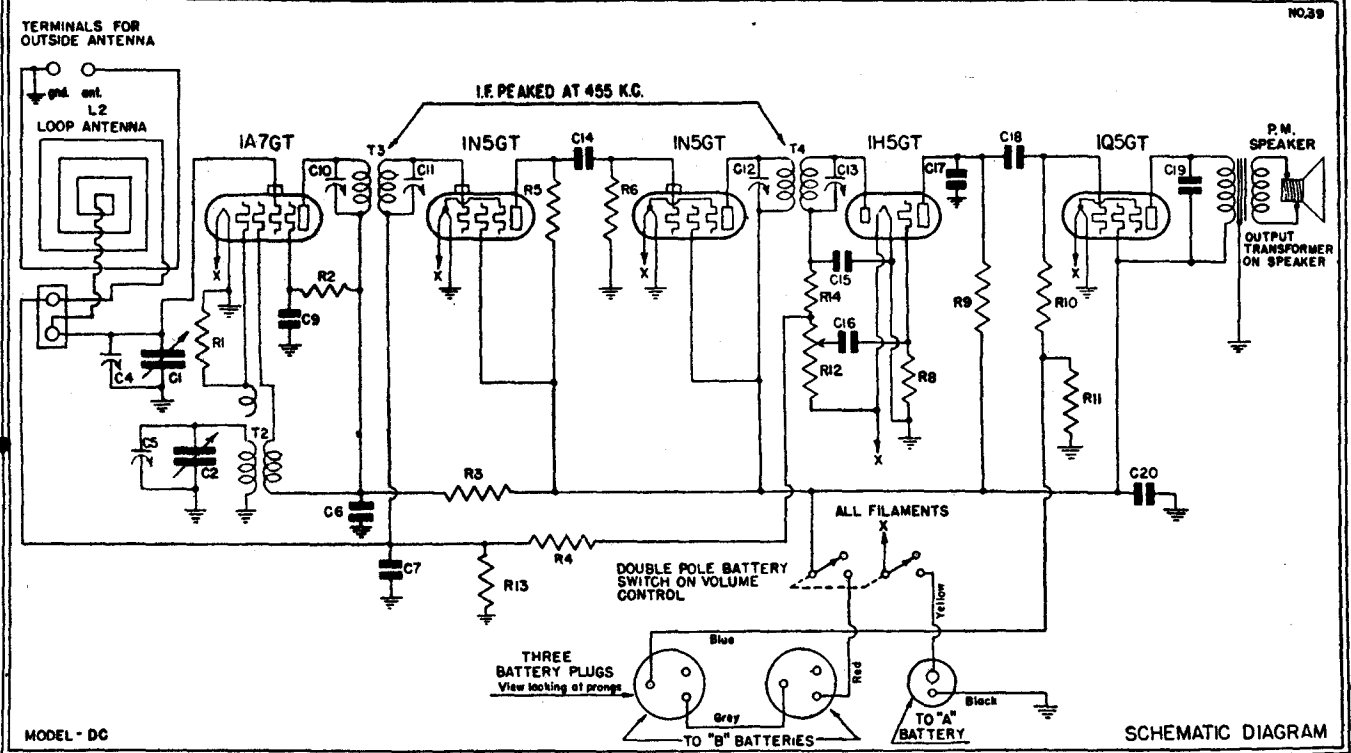 NO.39
TERMINALS FOR
OUTSIDE ANTENNA
gnd. ant.
L2
LOOP ANTENNA
I.F. PEAKED AT 455 K.C.
1A7GT
T3
1N5GT
C14
1N5GT
T4
1H5GT
C18
1Q5GT
P.M.
SPEAKER
C10
C11
R5
R6
C12
C13
C17
C19
OUTPUT
TRANSFORMER
ON SPEAKER
X
X
X
X
R2
C9
C15
R14
R9
R10
R1
C4
C1
C16
R12
R8
R11
C5
C2
T2
X
R3
C20
C6
ALL FILAMENTS
X
R4
C7
R13
DOUBLE POLE BATTERY
SWITCH ON VOLUME
CONTROL
Yellow
Blue
THREE
BATTERY PLUGS
View looking at prongs
Red
Black
Grey
TO "A"
BATTERY
TO "B" BATTERIES
MODEL - DC
SCHEMATIC DIAGRAM